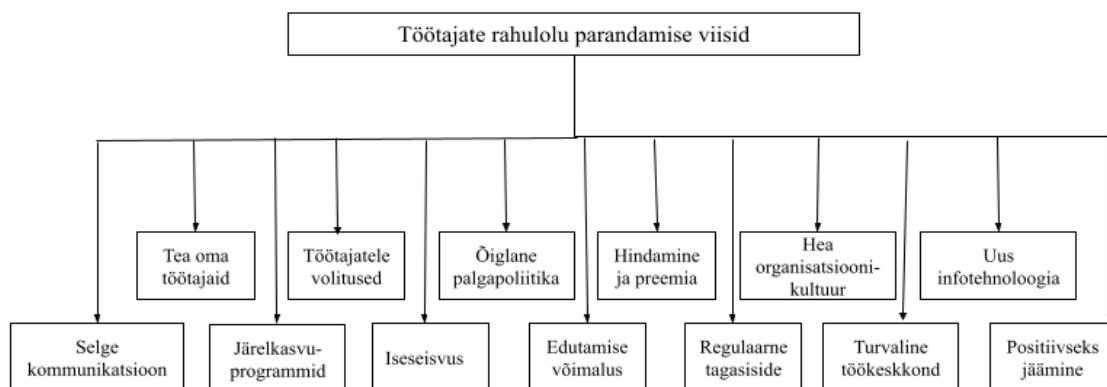 Töötajate rahulolu parandamise viisid
Tea oma
töötajaid
Töötajatele
volitused
Õiglane
palgapoliitika
Hindamine
ja preemia
Hea
organisatsiooni-
kultuur
Uus
infotehnoloogia
Selge
kommunikatsioon
Järelkasvu-
programmid
Iseseisvus
Edutamise
võimalus
Regulaarne
tagasiside
Turvaline
töökeskkond
Positiivseks
jäämine